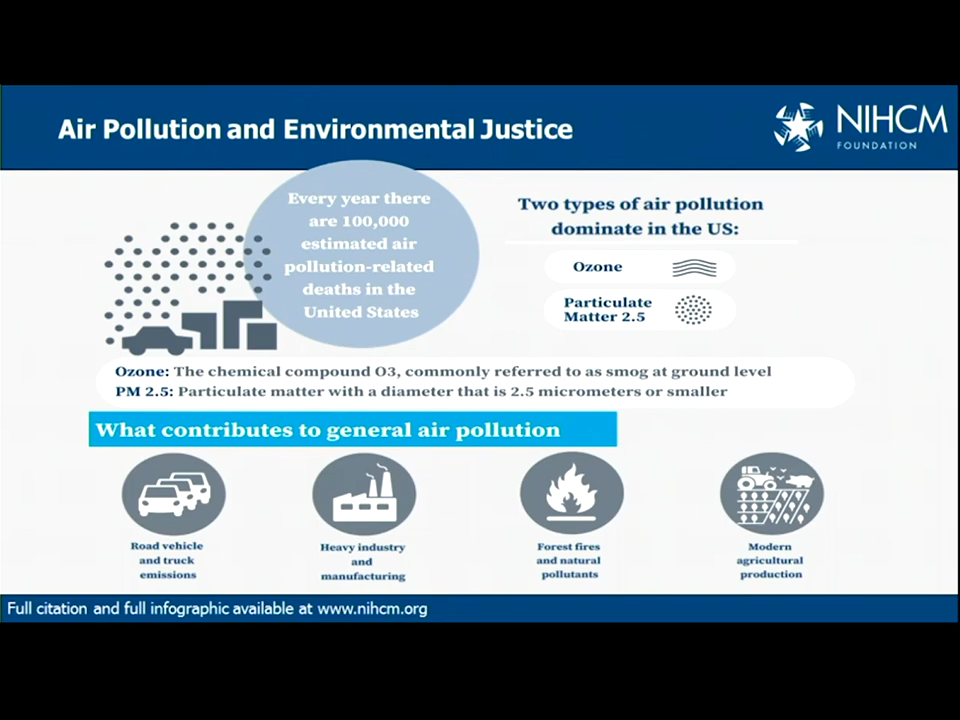 Air Pollution and Environmental Justice
NIHCM
FOUNDATION
Every year there
are 100,000
estimated air
pollution-related
deaths in the
United States
Two types of air pollution
dominate in the US:
Ozone
Particulate
Matter 2.5
Ozone: The chemical compound O3, commonly referred to as smog at ground level
PM 2.5: Particulate matter with a diameter that is 2.5 micrometers or smaller
What contributes to general air pollution
Road vehicle
and truck
emissions
Heavy industry
and
manufacturing
Forest fires
and natural
pollutants
Modern
agricultural
production
Full citation and full infographic available at www.nihcm.org